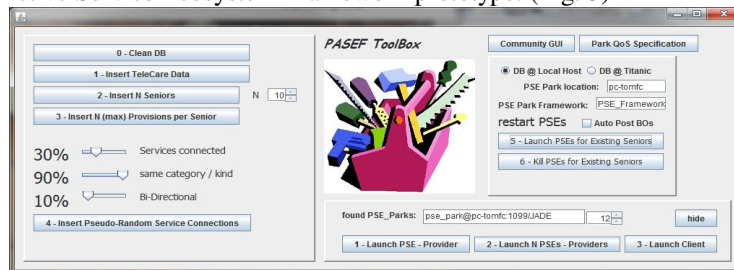 PASEF ToolBox
0 - Clean DB
1 - Insert TeleCare Data
2 - Insert N Seniors
N 10
3 - Insert N (max) Provisions per Senior
30% Services connected
90% same category / kind
10% Bi-Directional
4 - Insert Pseudo-Random Service Connections
Community GUI
Park QoS Specification
DB @ Local Host DB @ Titanic
PSE Park location: pc-tomfc
PSE Park Framework: PSE_Framework
restart PSEs Auto Post BOs
5 - Launch PSEs for Existing Seniors
6 - Kill PSEs for Existing Seniors
found PSE_Parks: pse_park@pc-tomfc:1099/JADE 12 hide
1 - Launch PSE - Provider
2 - Launch N PSEs - Providers
3 - Launch Client